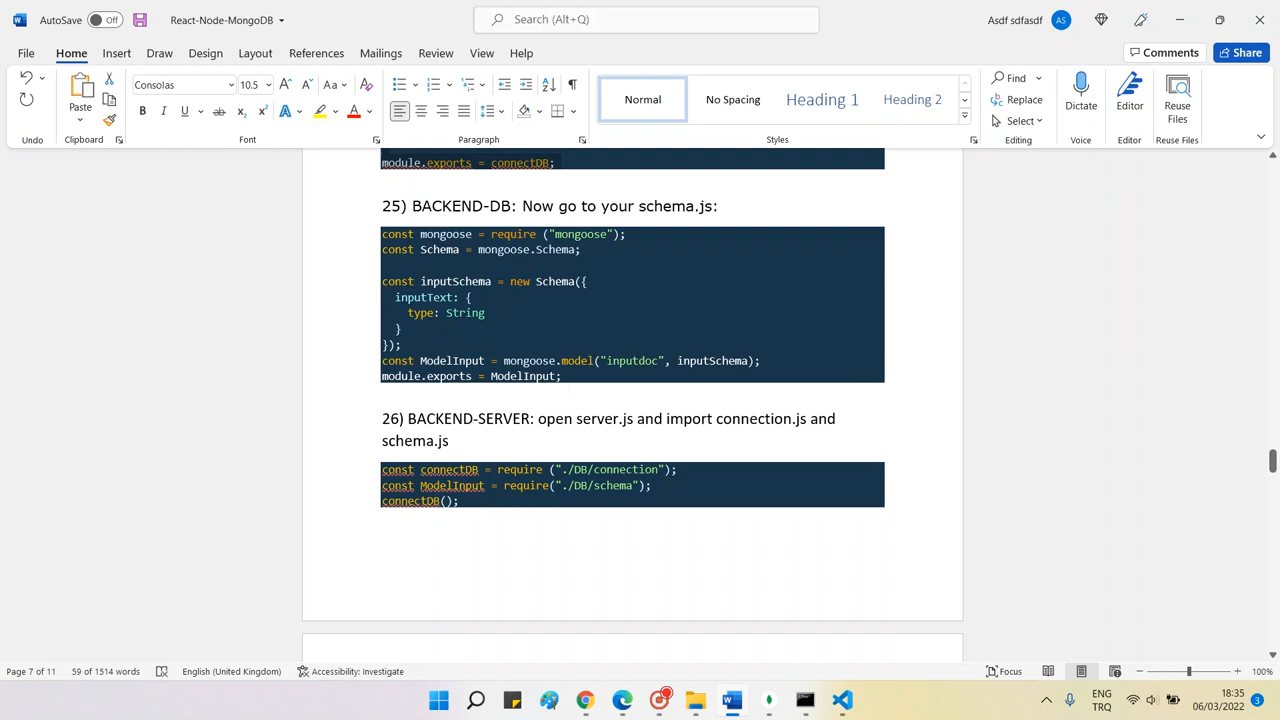 AutoSave Off React-Node-MongoDB Search (Alt+Q) Asdf sdfasdf AS
File Home Insert Draw Design Layout References Mailings Review View Help Comments Share
Paste Consolas 10.5 Aa Normal No Spacing Heading 1 Heading 2 Find Replace Select Dictate Editor Reuse Files
Undo Clipboard Font Paragraph Styles Editing Voice Editor Reuse Files
module.exports = connectDB;
25) BACKEND-DB: Now go to your schema.js:
const mongoose = require ("mongoose");
const Schema = mongoose.Schema;
const inputSchema = new Schema({
inputText: {
type: String
}
});
const ModelInput = mongoose.model("inputdoc", inputSchema);
module.exports = ModelInput;
26) BACKEND-SERVER: open server.js and import connection.js and
schema.js
const connectDB = require ("./DB/connection");
const ModelInput = require("./DB/schema");
connectDB();
Page 7 of 11 59 of 1514 words English (United Kingdom) Accessibility: Investigate Focus 100%
ENG 18:35
TRQ 06/03/2022 3